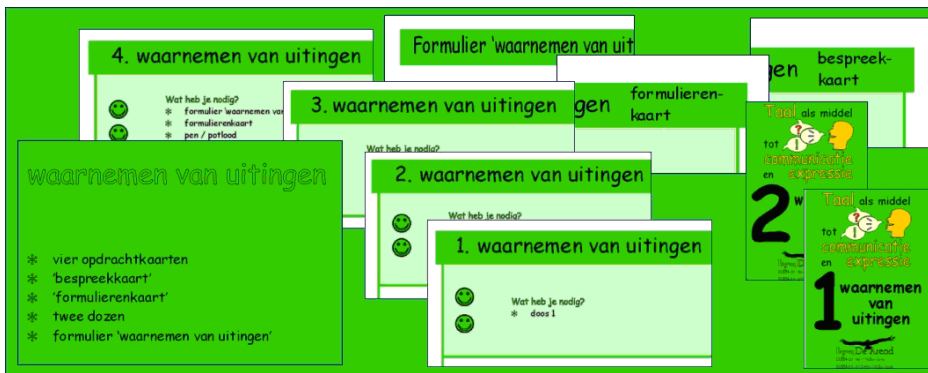 4. waarnemen van uitingen
Wat heb je nodig?
* formulier 'waarnemen van
* formulierenkaart
* pen / potlood
Formulier 'waarnemen van uit
3. waarnemen van uitingen
Wat heb je nodig?
gen
formulieren-
kaart
gen
bespreek-
kaart
2. waarnemen van uitingen
Wat heb je nodig?
1. waarnemen van uitingen
Wat heb je nodig?
* doos 1
waarnemen van uitingen
* vier opdrachtkaarten
* 'bespreekkaart'
* 'formulierenkaart'
* twee dozen
* formulier 'waarnemen van uitingen'
Taal als middel
?
tot
communicatie
en expressie
2 w
Taal als middel
?
tot
communicatie
en expressie
1 waarnemen
van
uitingen
De Arend